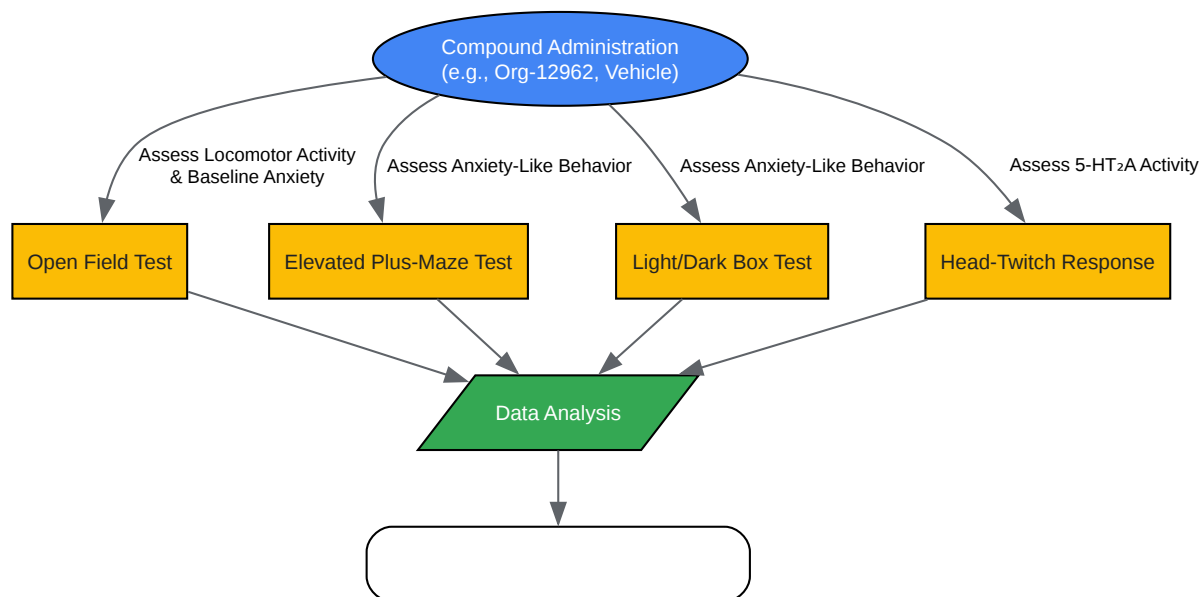 Compound Administration
(e.g., Org-12962, Vehicle)
Assess Locomotor Activity
& Baseline Anxiety
Assess Anxiety-Like Behavior
Assess Anxiety-Like Behavior
Assess 5-HT₂A Activity
Open Field Test
Elevated Plus-Maze Test
Light/Dark Box Test
Head-Twitch Response
Data Analysis